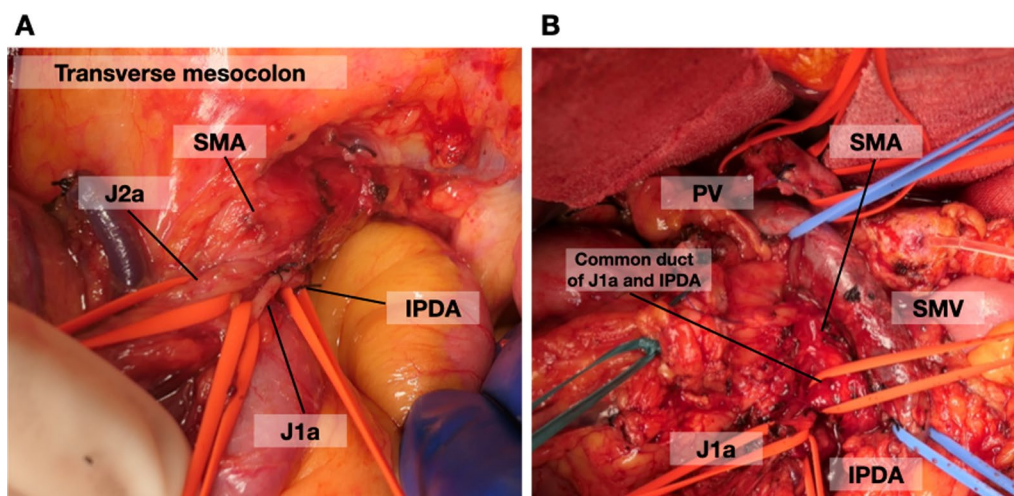 A
Transverse mesocolon
SMA
J2a
IPDA
J1a
B
SMA
PV
Common duct
of J1a and IPDA
SMV
J1a
IPDA